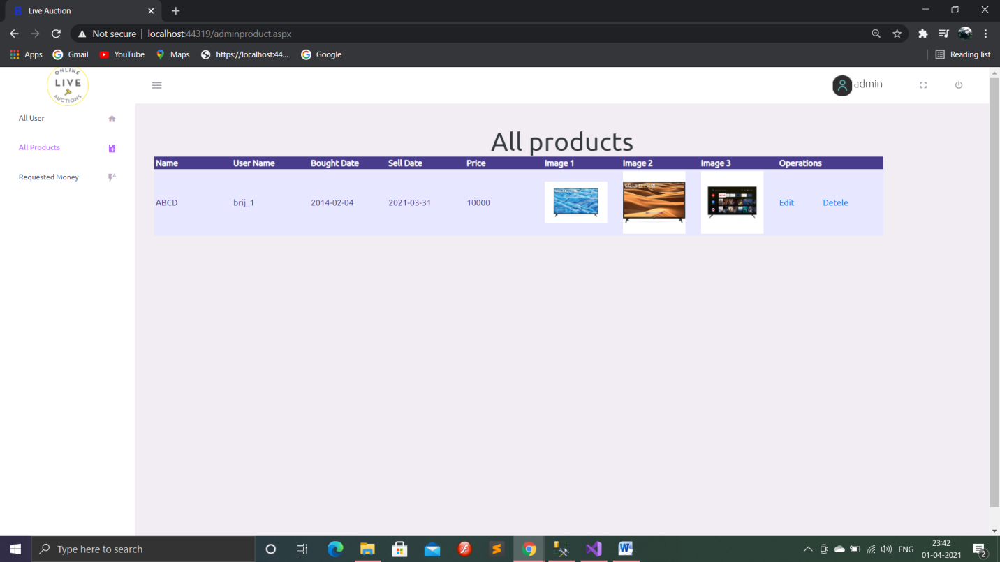 Live Auction
Not secure | localhost:44319/adminproduct.aspx
Apps Gmail YouTube Maps https://localhost:44... Google Reading list
ONLINE
LIVE
AUCTIONS
admin
All User
All Products
Requested Money
All products
Name User Name Bought Date Sell Date Price Image 1 Image 2 Image 3 Operations
ABCD brij_1 2014-02-04 2021-03-31 10000 Edit Detele
Type here to search
ENG
23:42
01-04-2021
2